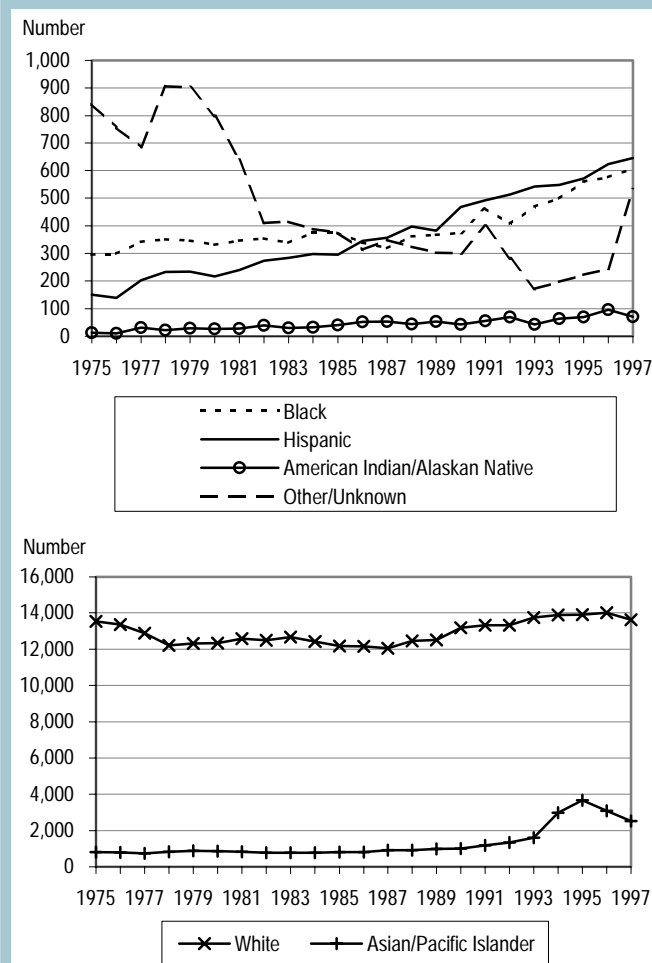 Number
1,000
900
800
700
600
500
400
300
200
100
0
1975 1977 1979 1981 1983 1985 1987 1989 1991 1993 1995 1997
Black
Hispanic
American Indian/Alaskan Native
Other/Unknown
Number
16,000
14,000
12,000
10,000
8,000
6,000
4,000
2,000
0
1975 1977 1979 1981 1983 1985 1987 1989 1991 1993 1995 1997
White Asian/Pacific Islander